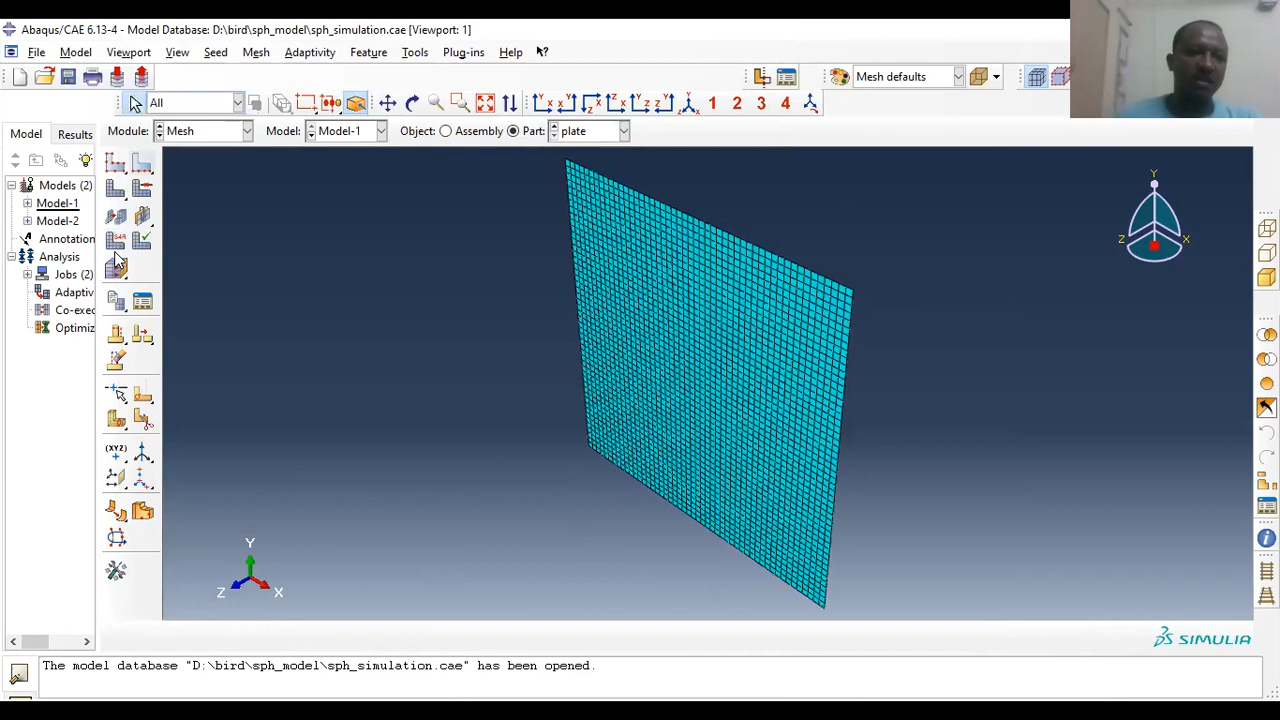 Abaqus/CAE 6.13-4 - Model Database: D:\bird\sph_model\sph_simulation.cae [Viewport: 1]
File Model Viewport View Seed Mesh Adaptivity Feature Tools Plug-ins Help
Mesh defaults
All
1 2 3 4
Model Results
Module: Mesh Model: Model-1 Object: Assembly Part: plate
Models (2)
Model-1
Model-2
Annotation
Analysis
Jobs (2)
Adaptiv
Co-exec
Optimiz
(XYZ)
Y
Z X
Y
Z X
SIMULIA
The model database "D:\bird\sph_model\sph_simulation.cae" has been opened.